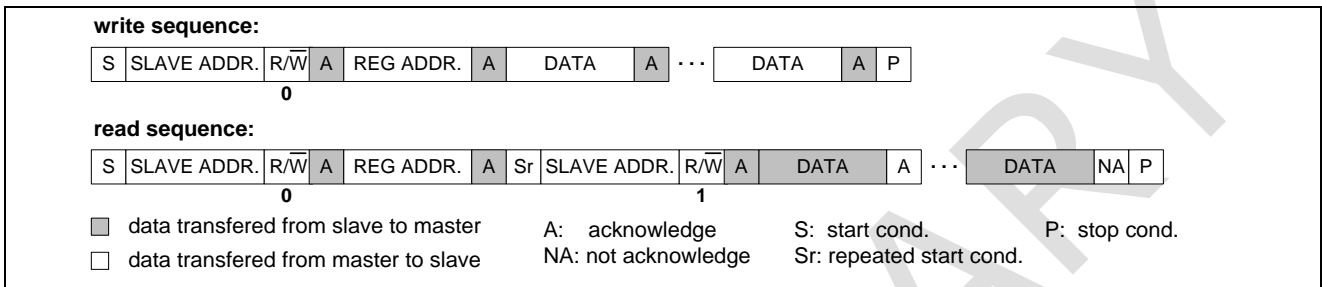 write sequence:
S SLAVE ADDR. R/W̅ A REG ADDR. A DATA A ··· DATA A P
0
read sequence:
S SLAVE ADDR. R/W̅ A REG ADDR. A Sr SLAVE ADDR. R/W̅ A DATA A ··· DATA NA P
0 1
data transfered from slave to master A: acknowledge S: start cond. P: stop cond.
data transfered from master to slave NA: not acknowledge Sr: repeated start cond.